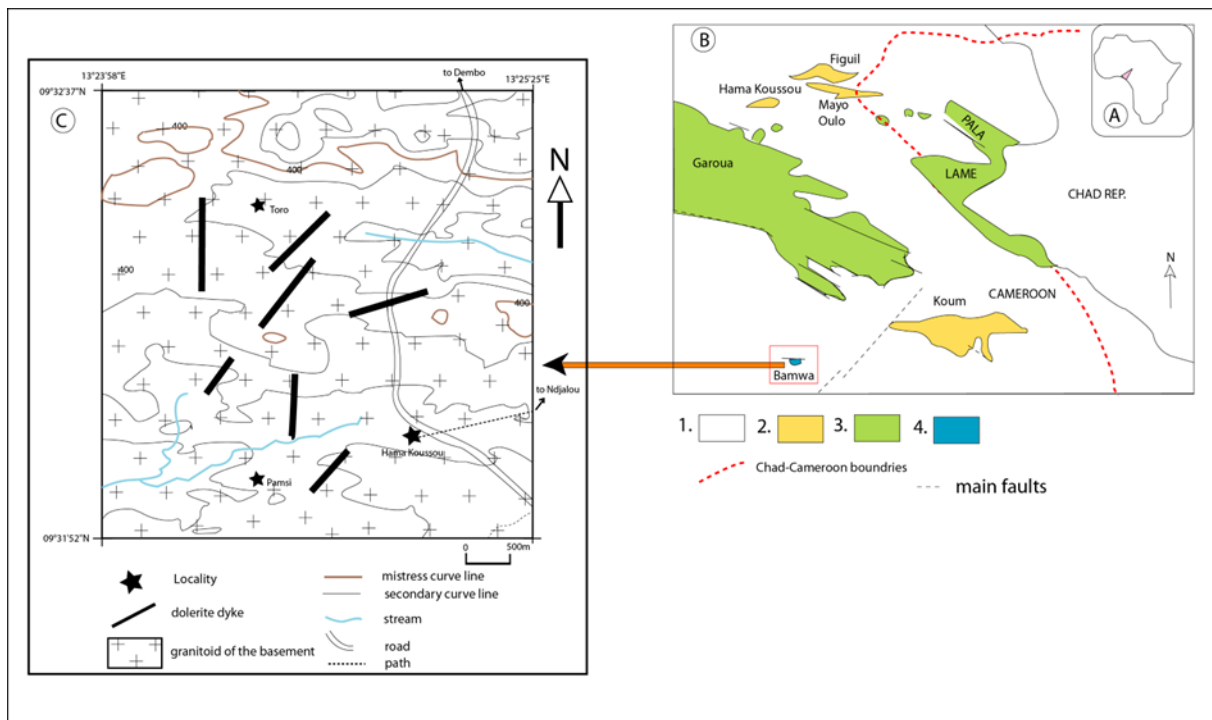 13°23'58"E
to Dembo
13°25'25"E
09°32'37"N
C
400
400
Toro
400
400
N
to Ndjalou
Hama Koussou
Pamsi
09°31'52"N
0 500m
Locality
dolerite dyke
granitoid of the basement
mistress curve line
secondary curve line
stream
road
path
B
Figuil
Hama Koussou
Mayo
Oulo
A
PALA
Garoua
LAME
CHAD REP.
N
Koum
CAMEROON
Bamwa
1. 2. 3. 4.
Chad-Cameroon boundries
main faults